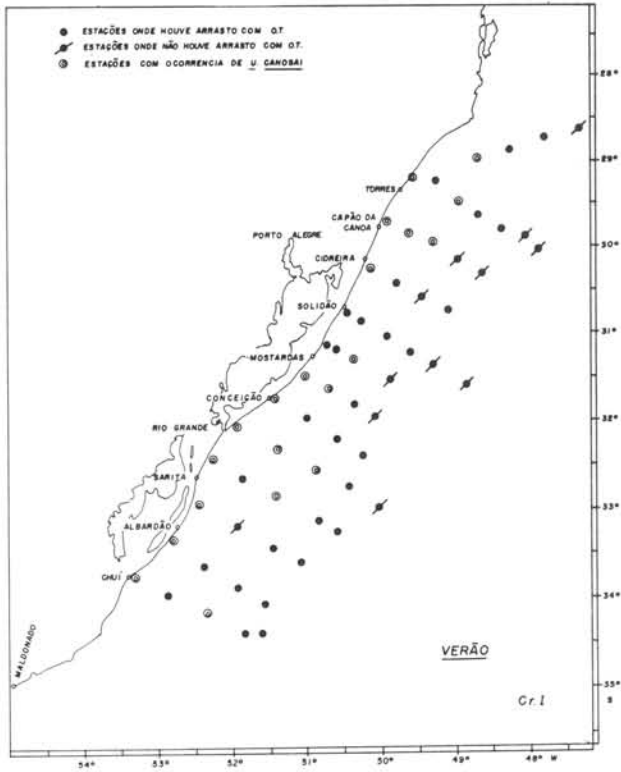 ESTAÇÕES ONDE HOUVE ARRASTO COM O.T.
ESTAÇÕES ONDE NÃO HOUVE ARRASTO COM O.T.
ESTAÇÕES COM OCORRENCIA DE U. CANOSAI
28°
29°
TORRES
CAPÃO DA
CANOA
PORTO ALEGRE
30°
CIDREIRA
SOLIDÃO
31°
MOSTARDAS
CONCEIÇÃO
32°
RIO GRANDE
SARITA
33°
ALBARDÃO
CHUÍ
34°
MALDONADO
VERÃO
35°
S
Cr. I
54° 53° 52° 51° 50° 49° 48° W